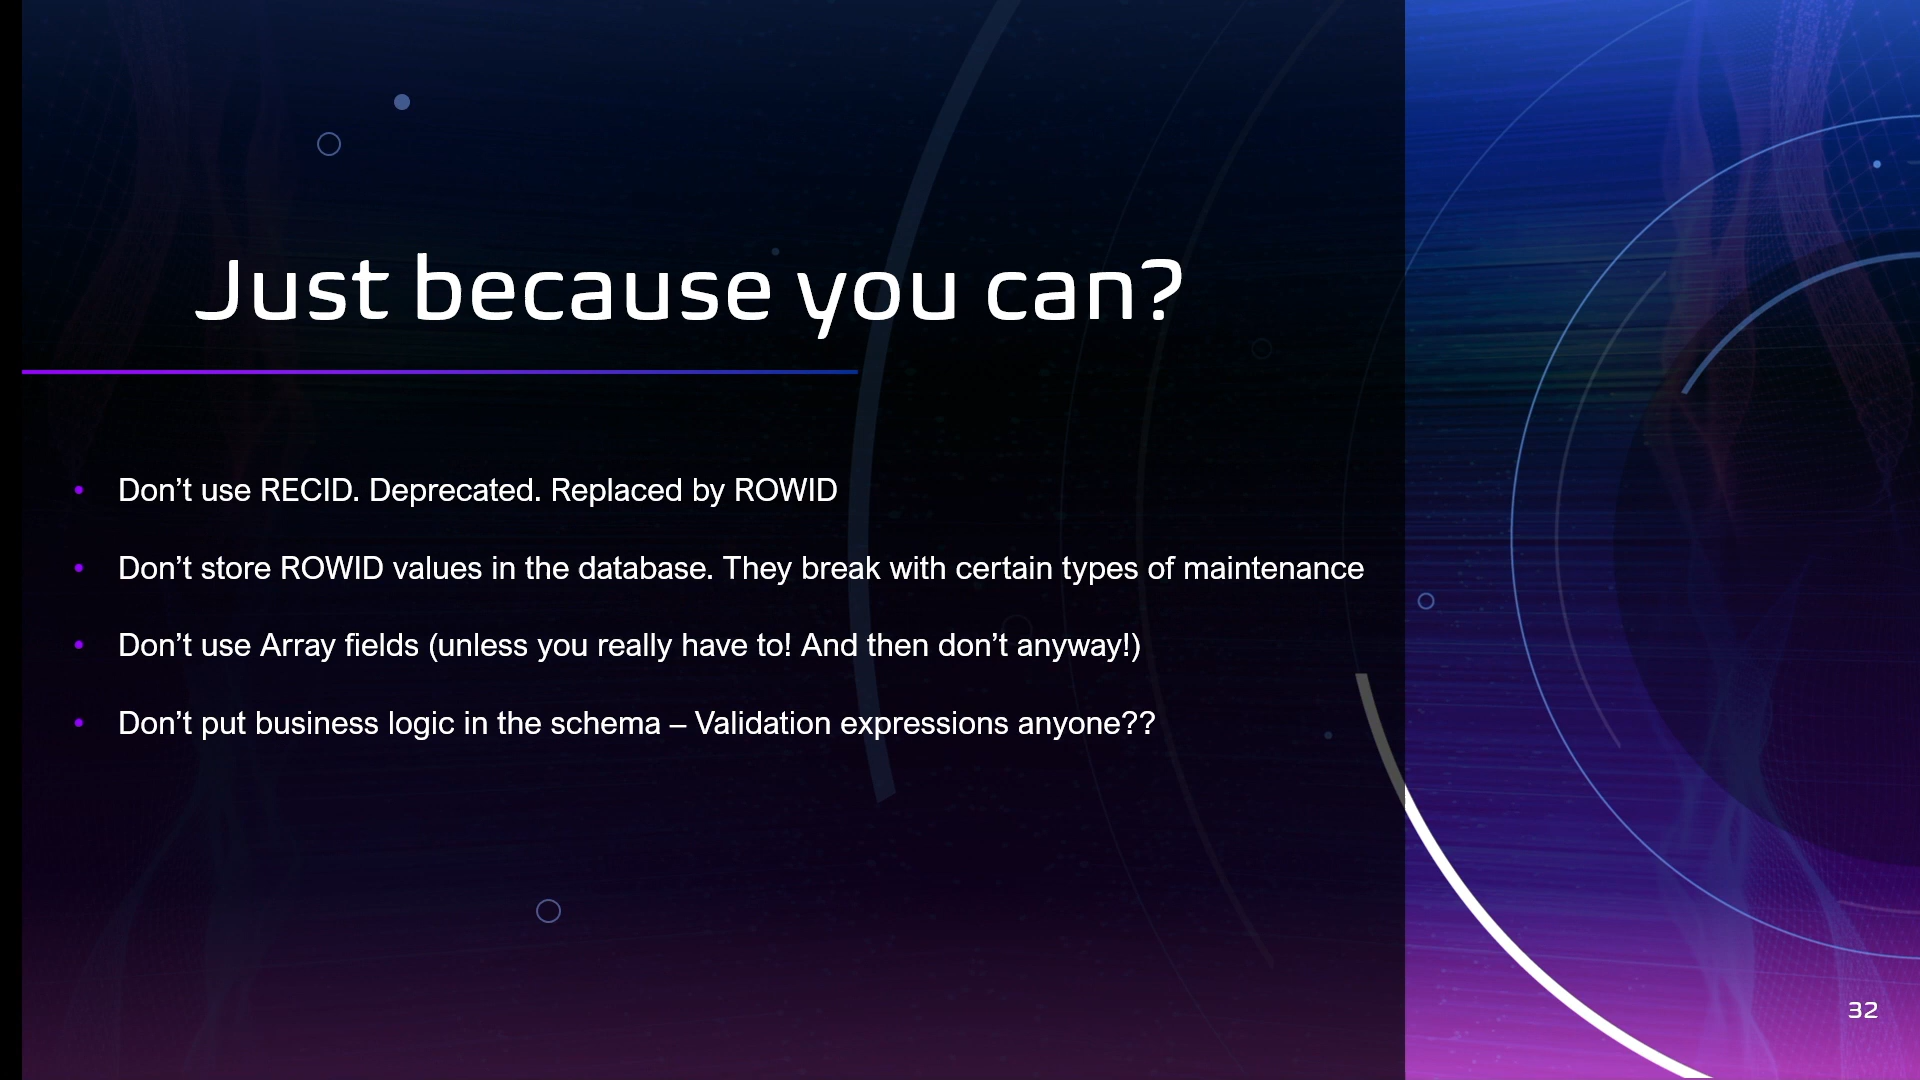 Just because you can?
• Don’t use RECID. Deprecated. Replaced by ROWID
• Don’t store ROWID values in the database. They break with certain types of maintenance
• Don’t use Array fields (unless you really have to! And then don’t anyway!)
• Don’t put business logic in the schema – Validation expressions anyone??
32